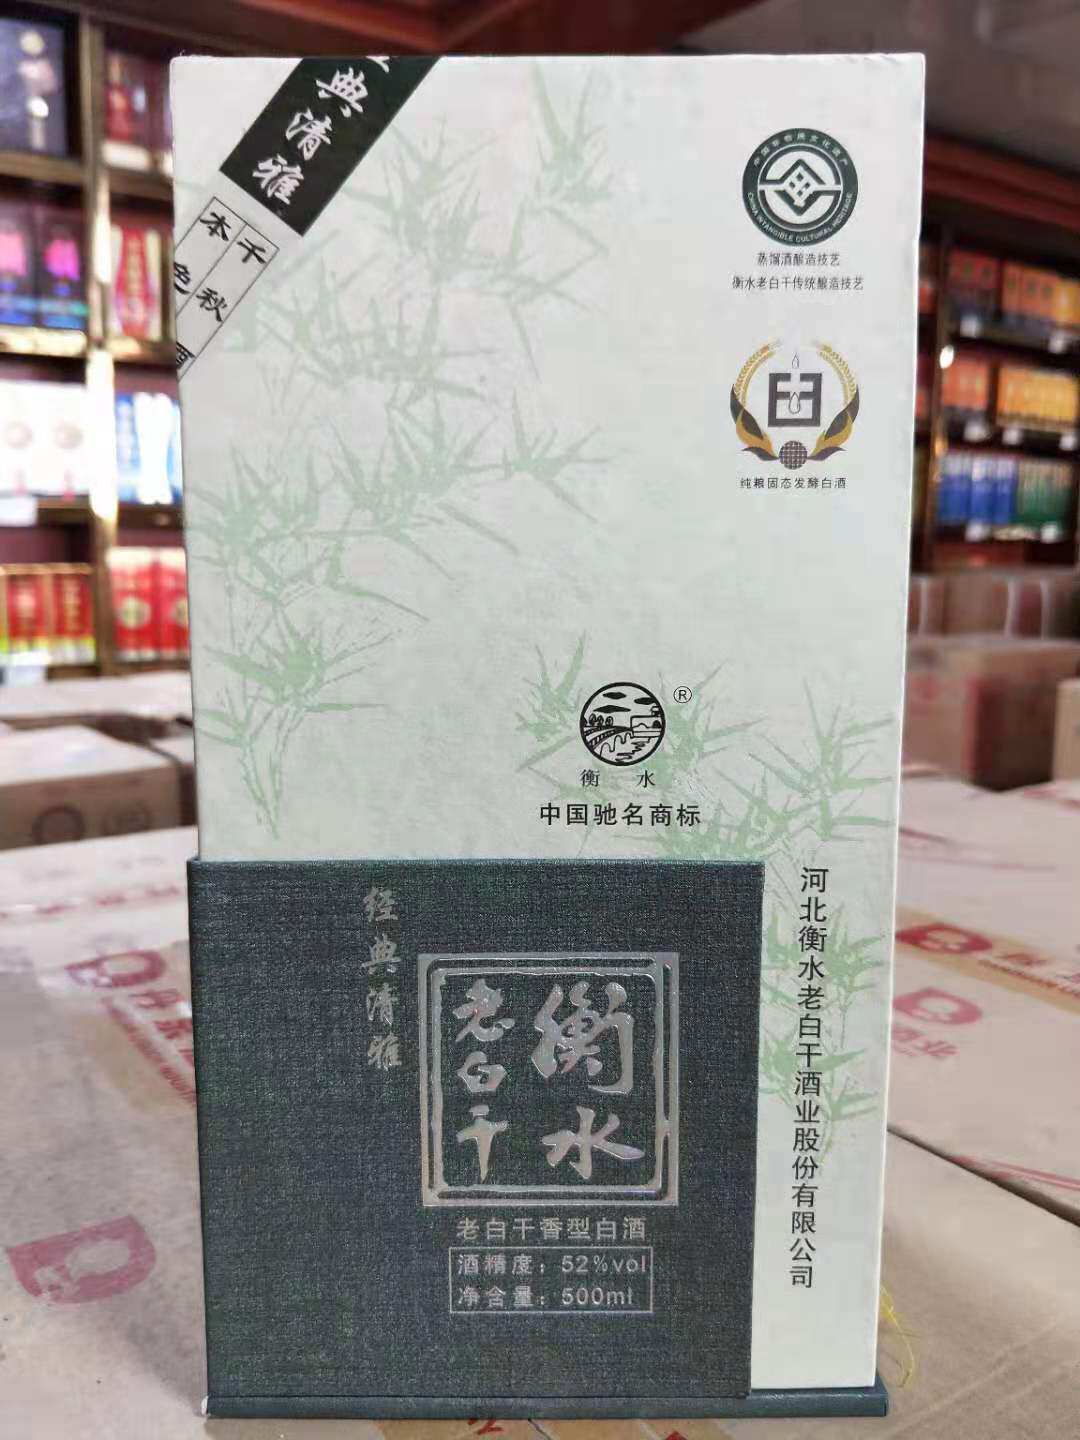 经典清雅
千秋
本色酒
中国非物质文化遗产
CHINA INTANGIBLE CULTURAL HERITAGE
蒸馏酒酿造技艺
衡水老白干传统酿造技艺
纯粮固态发酵白酒
®
衡水
中国驰名商标
河北衡水老白干酒业股份有限公司
经典清雅
衡水
老白干
老白干香型白酒
酒精度：52%vol
净含量：500ml